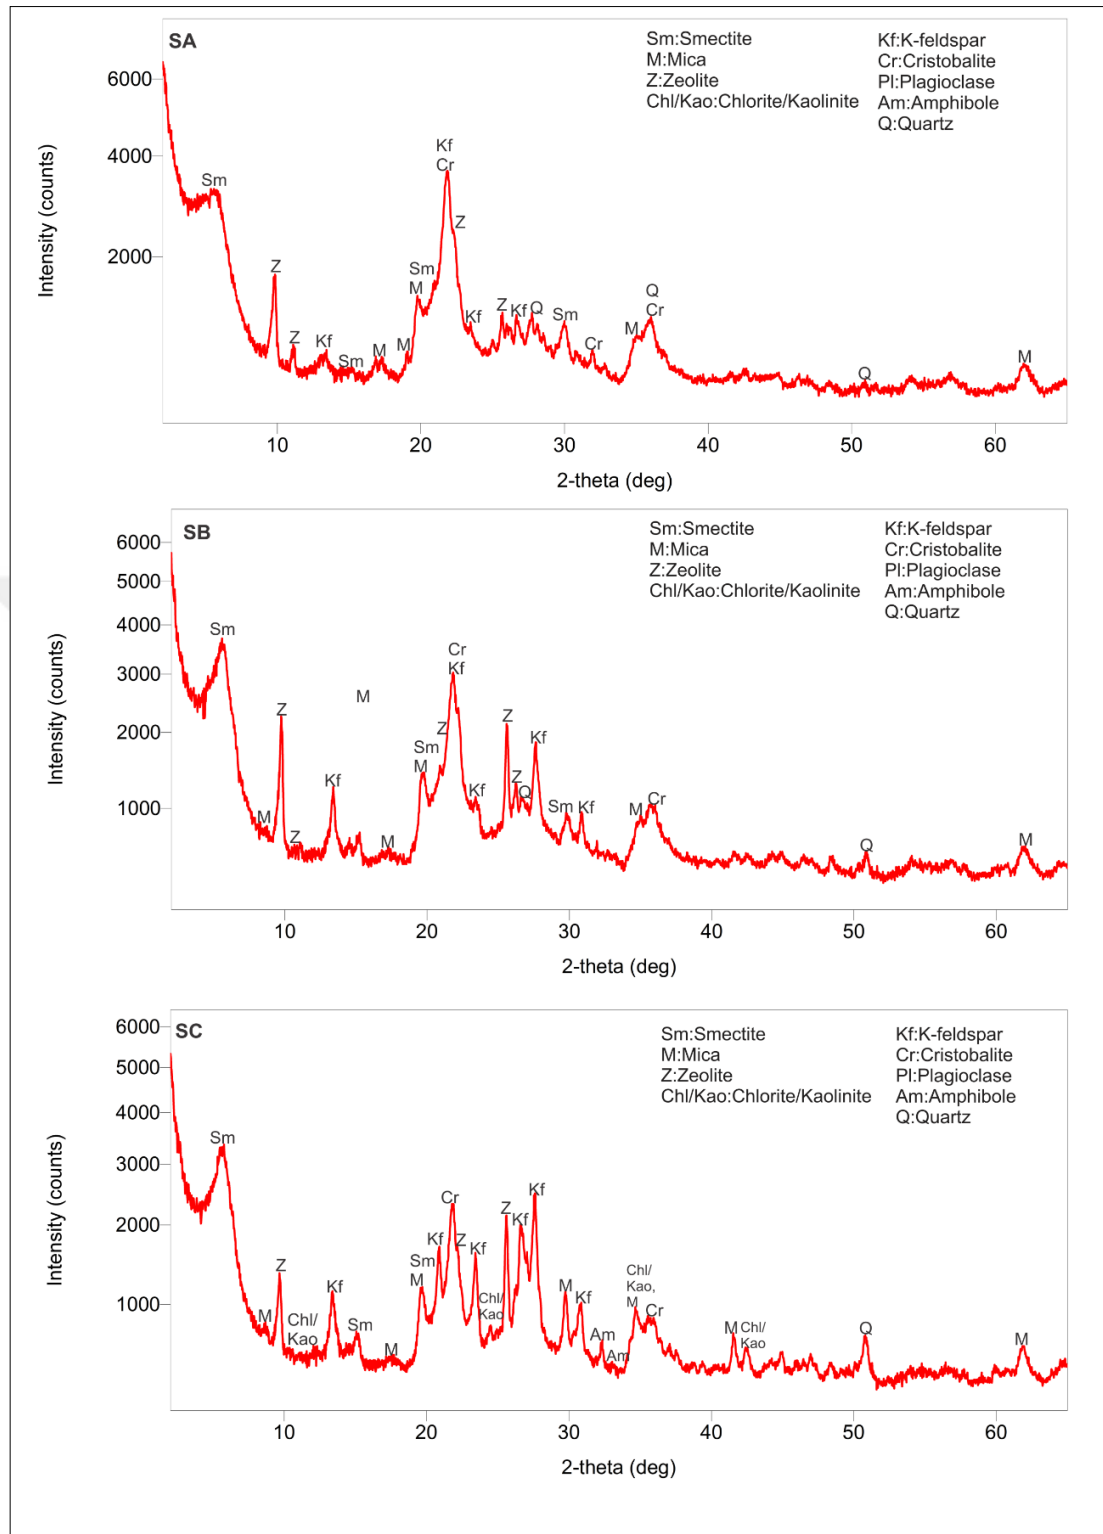 SA
Sm:Smectite
M:Mica
Z:Zeolite
Chl/Kao:Chlorite/Kaolinite
Kf:K-feldspar
Cr:Cristobalite
Pl:Plagioclase
Am:Amphibole
Q:Quartz
Intensity (counts)
6000
4000
2000
Sm
Z
Z
Kf
Sm
M
M
Sm
M
Kf
Cr
Z
Kf
Z
Kf
Q
Sm
Cr
M
Q
Cr
Q
M
10
20
30
40
50
60
2-theta (deg)
SB
Sm:Smectite
M:Mica
Z:Zeolite
Chl/Kao:Chlorite/Kaolinite
Kf:K-feldspar
Cr:Cristobalite
Pl:Plagioclase
Am:Amphibole
Q:Quartz
Intensity (counts)
6000
5000
4000
3000
2000
1000
Sm
M
Z
Z
Kf
M
M
Sm
M
Z
Cr
Kf
Kf
Z
Z
Q
Kf
Sm
Kf
M
Cr
Q
M
10
20
30
40
50
60
2-theta (deg)
SC
Sm:Smectite
M:Mica
Z:Zeolite
Chl/Kao:Chlorite/Kaolinite
Kf:K-feldspar
Cr:Cristobalite
Pl:Plagioclase
Am:Amphibole
Q:Quartz
Intensity (counts)
6000
5000
4000
3000
2000
1000
Sm
M
Z
Chl/
Kao
Kf
Sm
M
Sm
M
Kf
Cr
Z
Kf
Chl/
Kao
Z
Kf
Kf
M
Kf
Am
Am
Chl/
Kao,
M
Cr
M
Chl/
Kao
Q
M
10
20
30
40
50
60
2-theta (deg)